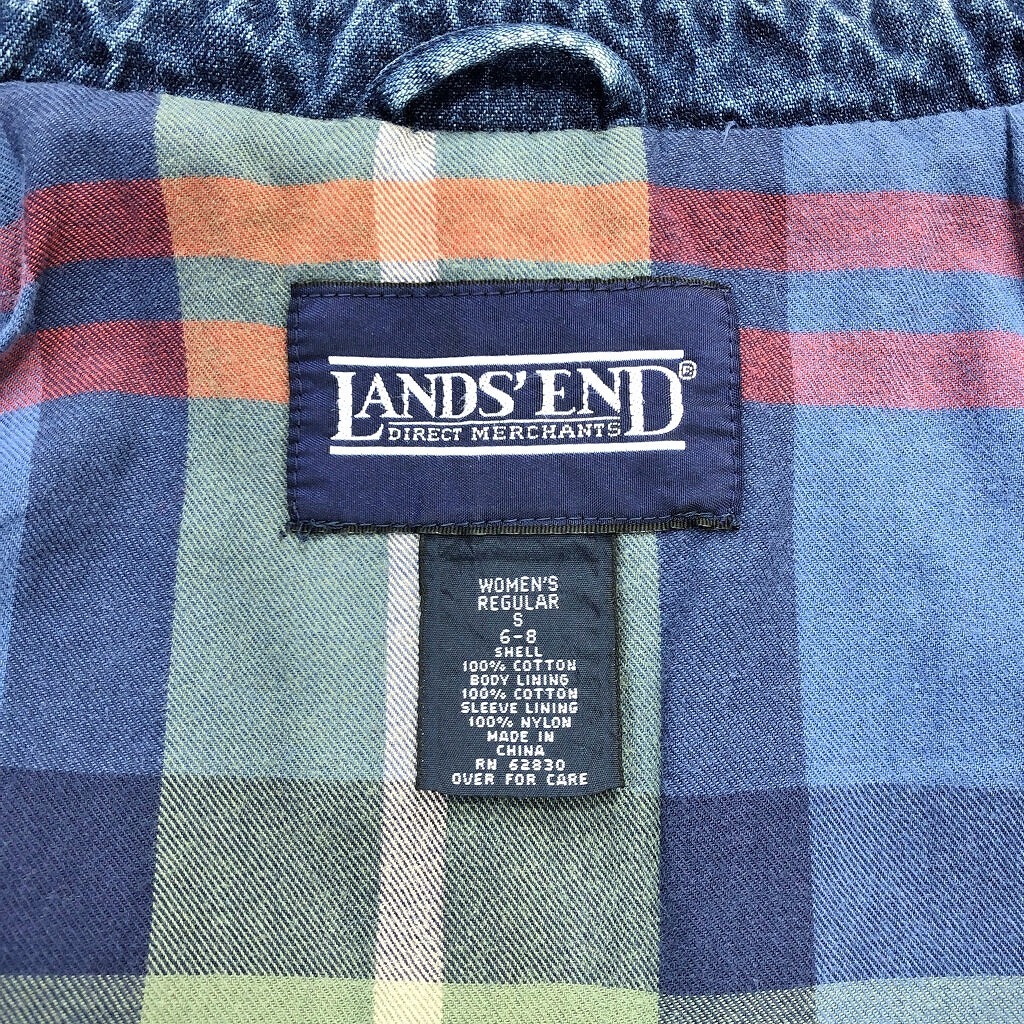 LANDS' END®
DIRECT MERCHANTS
WOMEN'S
REGULAR
S
6-8
SHELL
100% COTTON
BODY LINING
100% COTTON
SLEEVE LINING
100% NYLON
MADE IN
CHINA
RN 62830
OVER FOR CARE